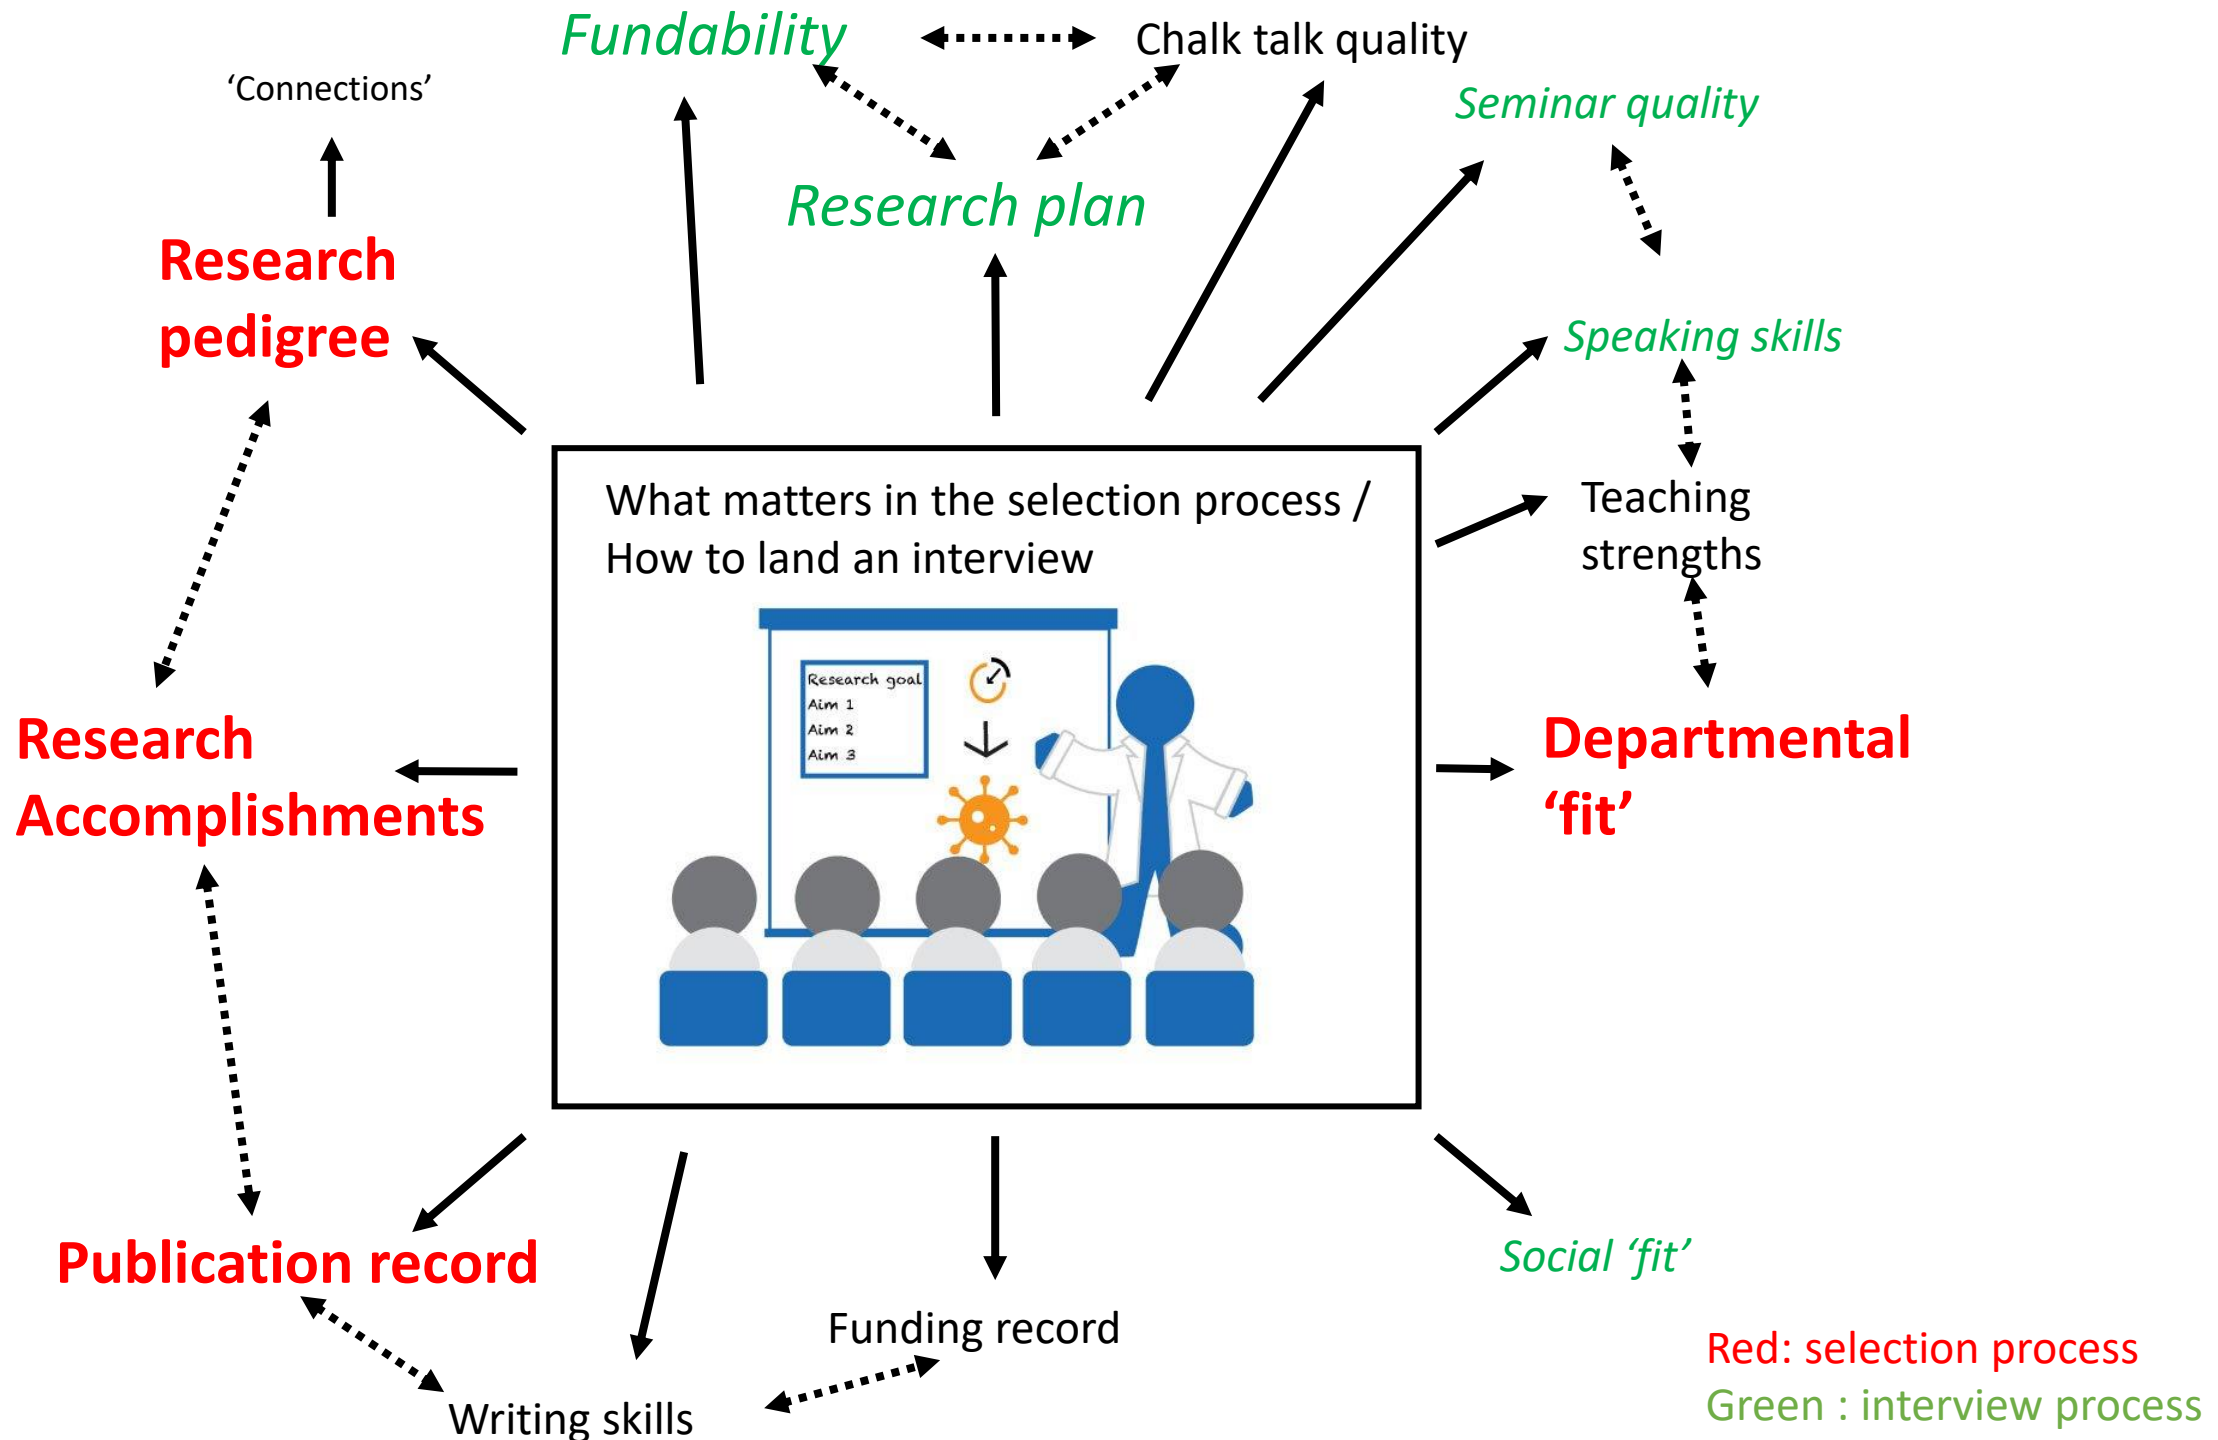 Fundability
Chalk talk quality
‘Connections’
Seminar quality
Research plan
Research
pedigree
Speaking skills
What matters in the selection process /
How to land an interview
Teaching
strengths
Research goal
Aim 1
Aim 2
Aim 3
Research
Accomplishments
Departmental
‘fit’
Publication record
Social ‘fit’
Funding record
Writing skills
Red: selection process
Green : interview process